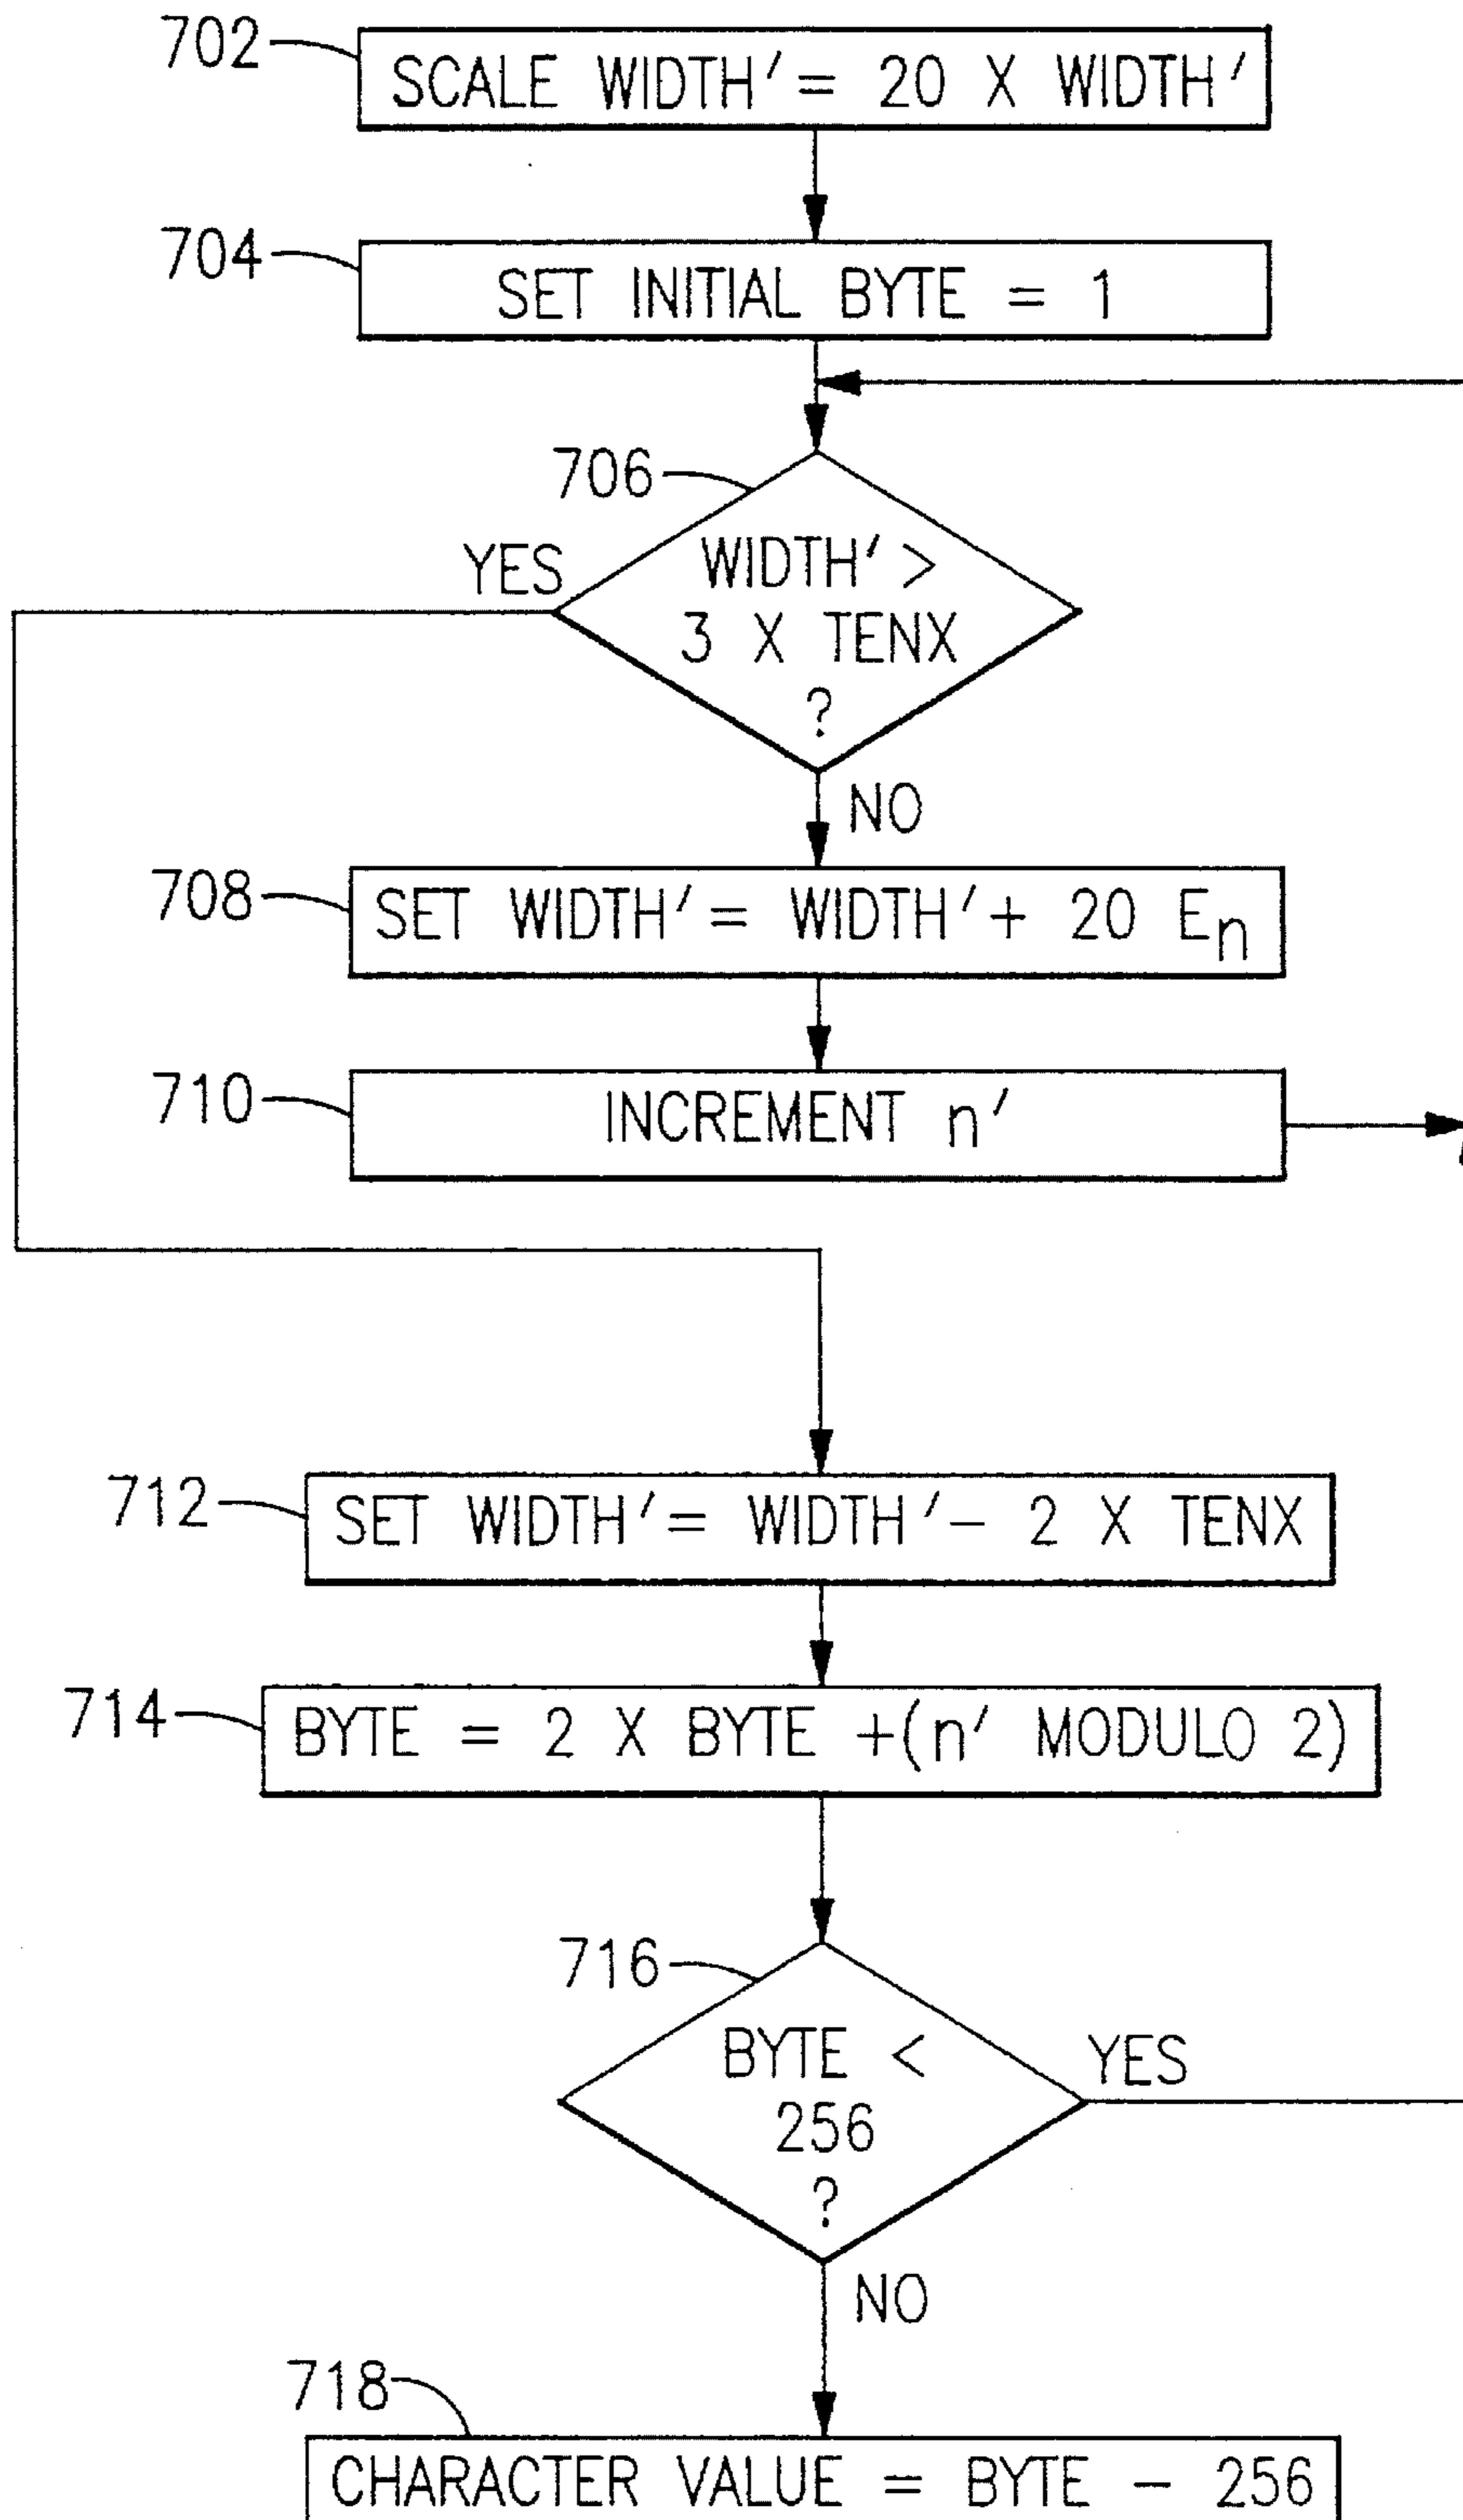 702
SCALE WIDTH' = 20 X WIDTH'
704
SET INITIAL BYTE = 1
706
YES
WIDTH' >
3 X TENX
?
NO
708
SET WIDTH' = WIDTH' + 20 En
710
INCREMENT n'
712
SET WIDTH' = WIDTH' - 2 X TENX
714
BYTE = 2 X BYTE +(n' MODULO 2)
716
BYTE <
256
?
YES
NO
718
CHARACTER VALUE = BYTE - 256